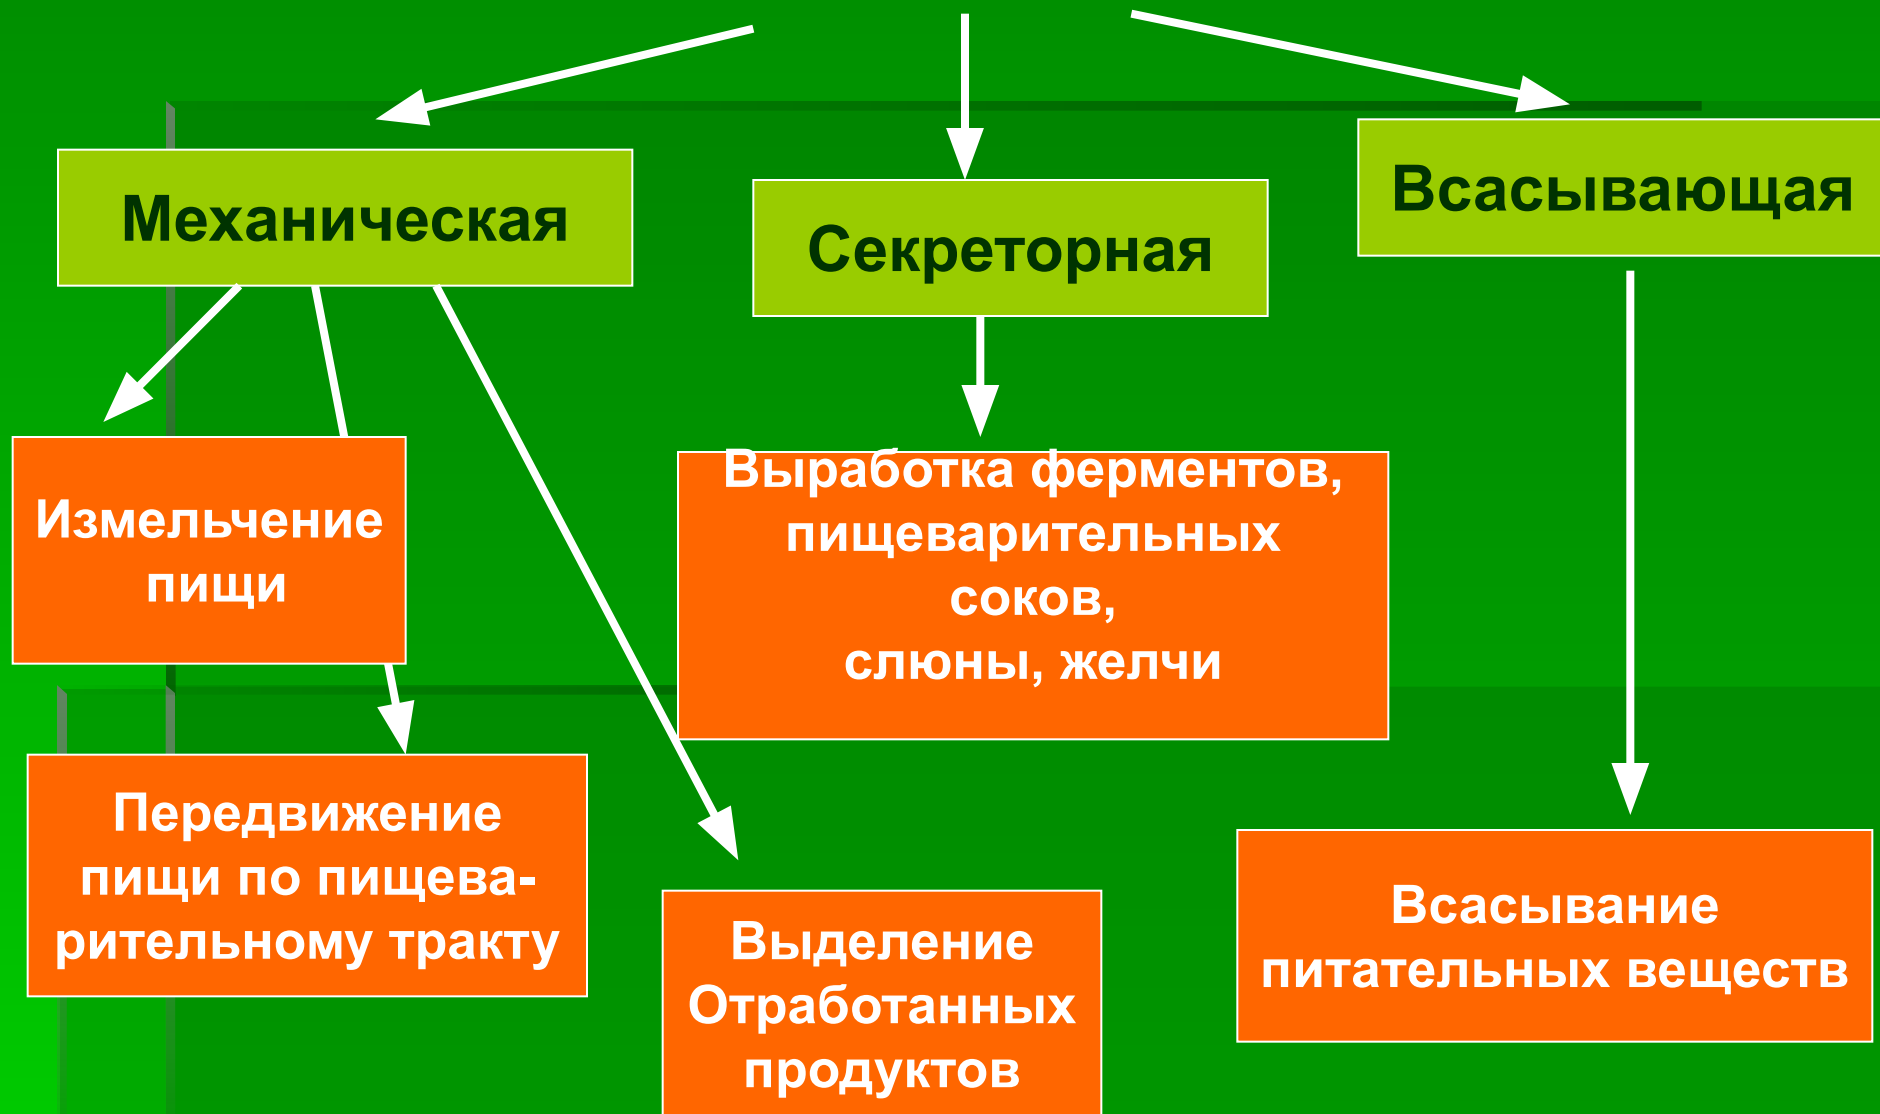 Механическая
Секреторная
Всасывающая
Измельчение
пищи
Выработка ферментов,
пищеварительных
соков,
слюны, желчи
Передвижение
пищи по пищева-
рительному тракту
Выделение
Отработанных
продуктов
Всасывание
питательных веществ